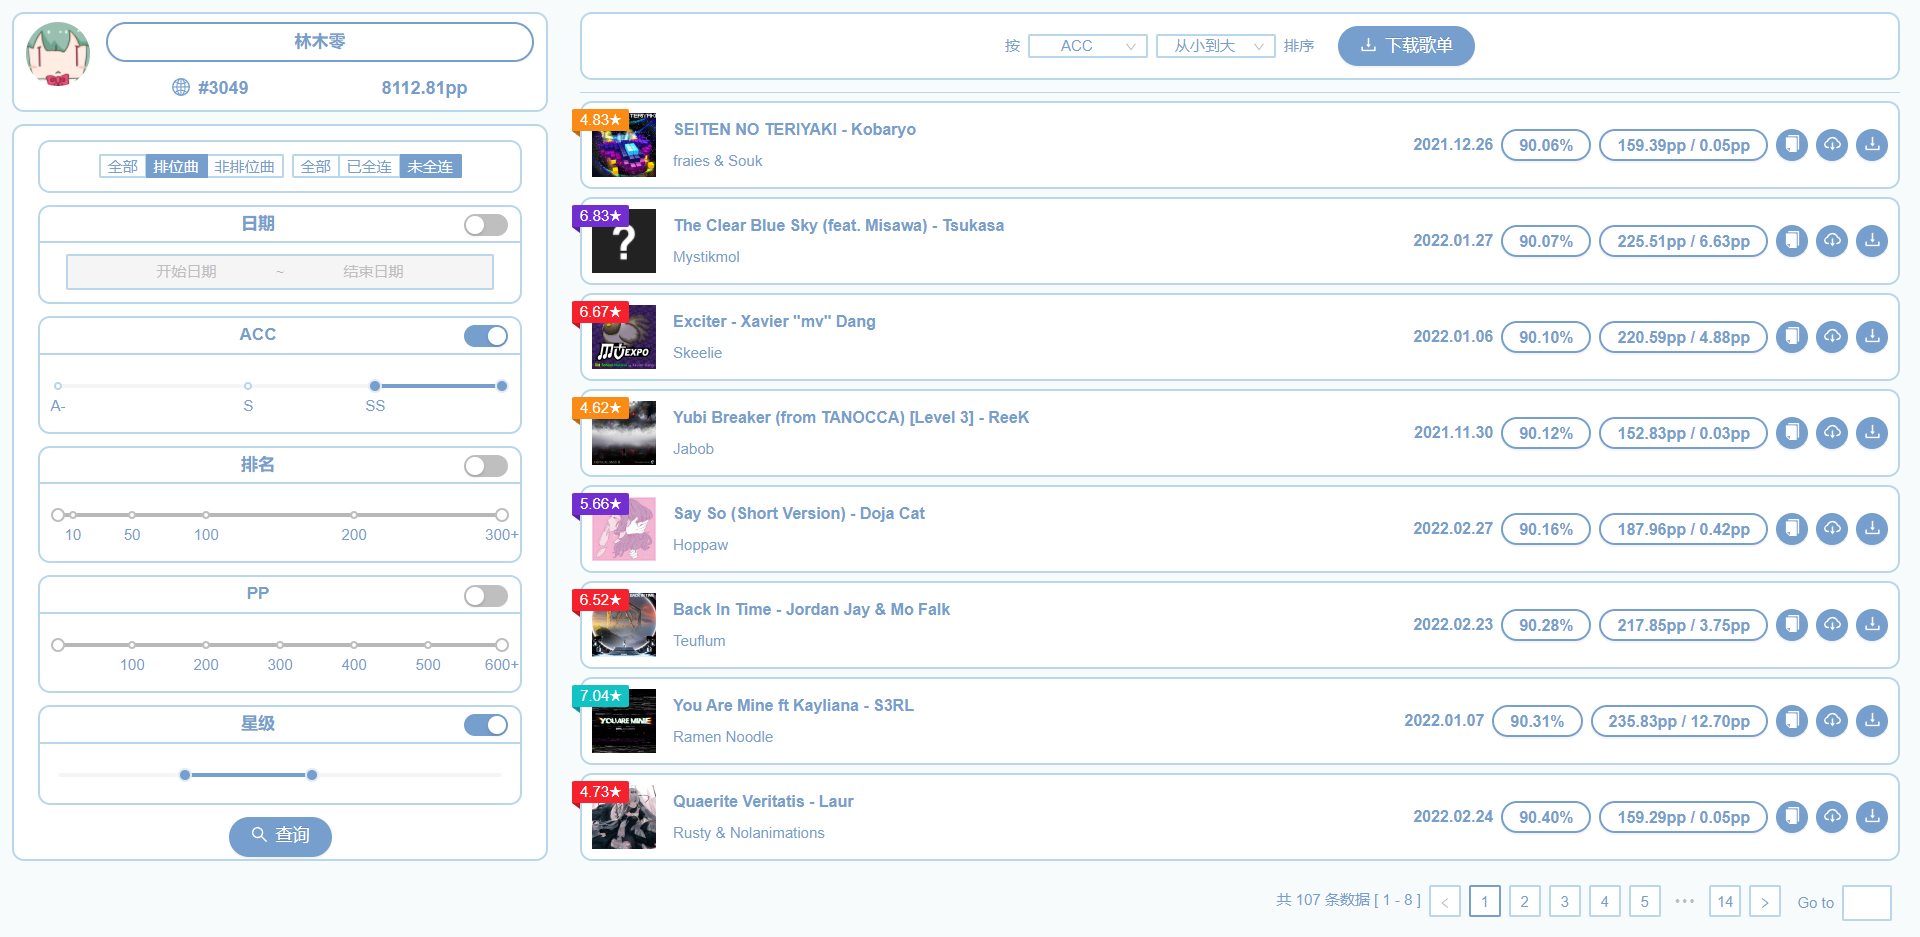 林木零
#3049 8112.81pp
全部 排位曲 非排位曲 全部 已全连 未全连
日期
开始日期 ~ 结束日期
ACC
A- S SS
排名
10 50 100 200 300+
PP
100 200 300 400 500 600+
星级
查询
按 ACC 从小到大 排序 下载歌单
4.83★ SEITEN NO TERIYAKI - Kobaryo
fraies & Souk
2021.12.26 90.06% 159.39pp / 0.05pp
6.83★ The Clear Blue Sky (feat. Misawa) - Tsukasa
?
Mystikmol
2022.01.27 90.07% 225.51pp / 6.63pp
6.67★ Exciter - Xavier "mv" Dang
EXPO
Skeelie
2022.01.06 90.10% 220.59pp / 4.88pp
4.62★ Yubi Breaker (from TANOCCA) [Level 3] - ReeK
Jabob
2021.11.30 90.12% 152.83pp / 0.03pp
5.66★ Say So (Short Version) - Doja Cat
Hoppaw
2022.02.27 90.16% 187.96pp / 0.42pp
6.52★ Back In Time - Jordan Jay & Mo Falk
Teuflum
2022.02.23 90.28% 217.85pp / 3.75pp
7.04★ You Are Mine ft Kayliana - S3RL
YOU ARE MINE
Ramen Noodle
2022.01.07 90.31% 235.83pp / 12.70pp
4.73★ Quaerite Veritatis - Laur
Rusty & Nolanimations
2022.02.24 90.40% 159.29pp / 0.05pp
共 107 条数据 [ 1 - 8 ] < 1 2 3 4 5 ••• 14 > Go to